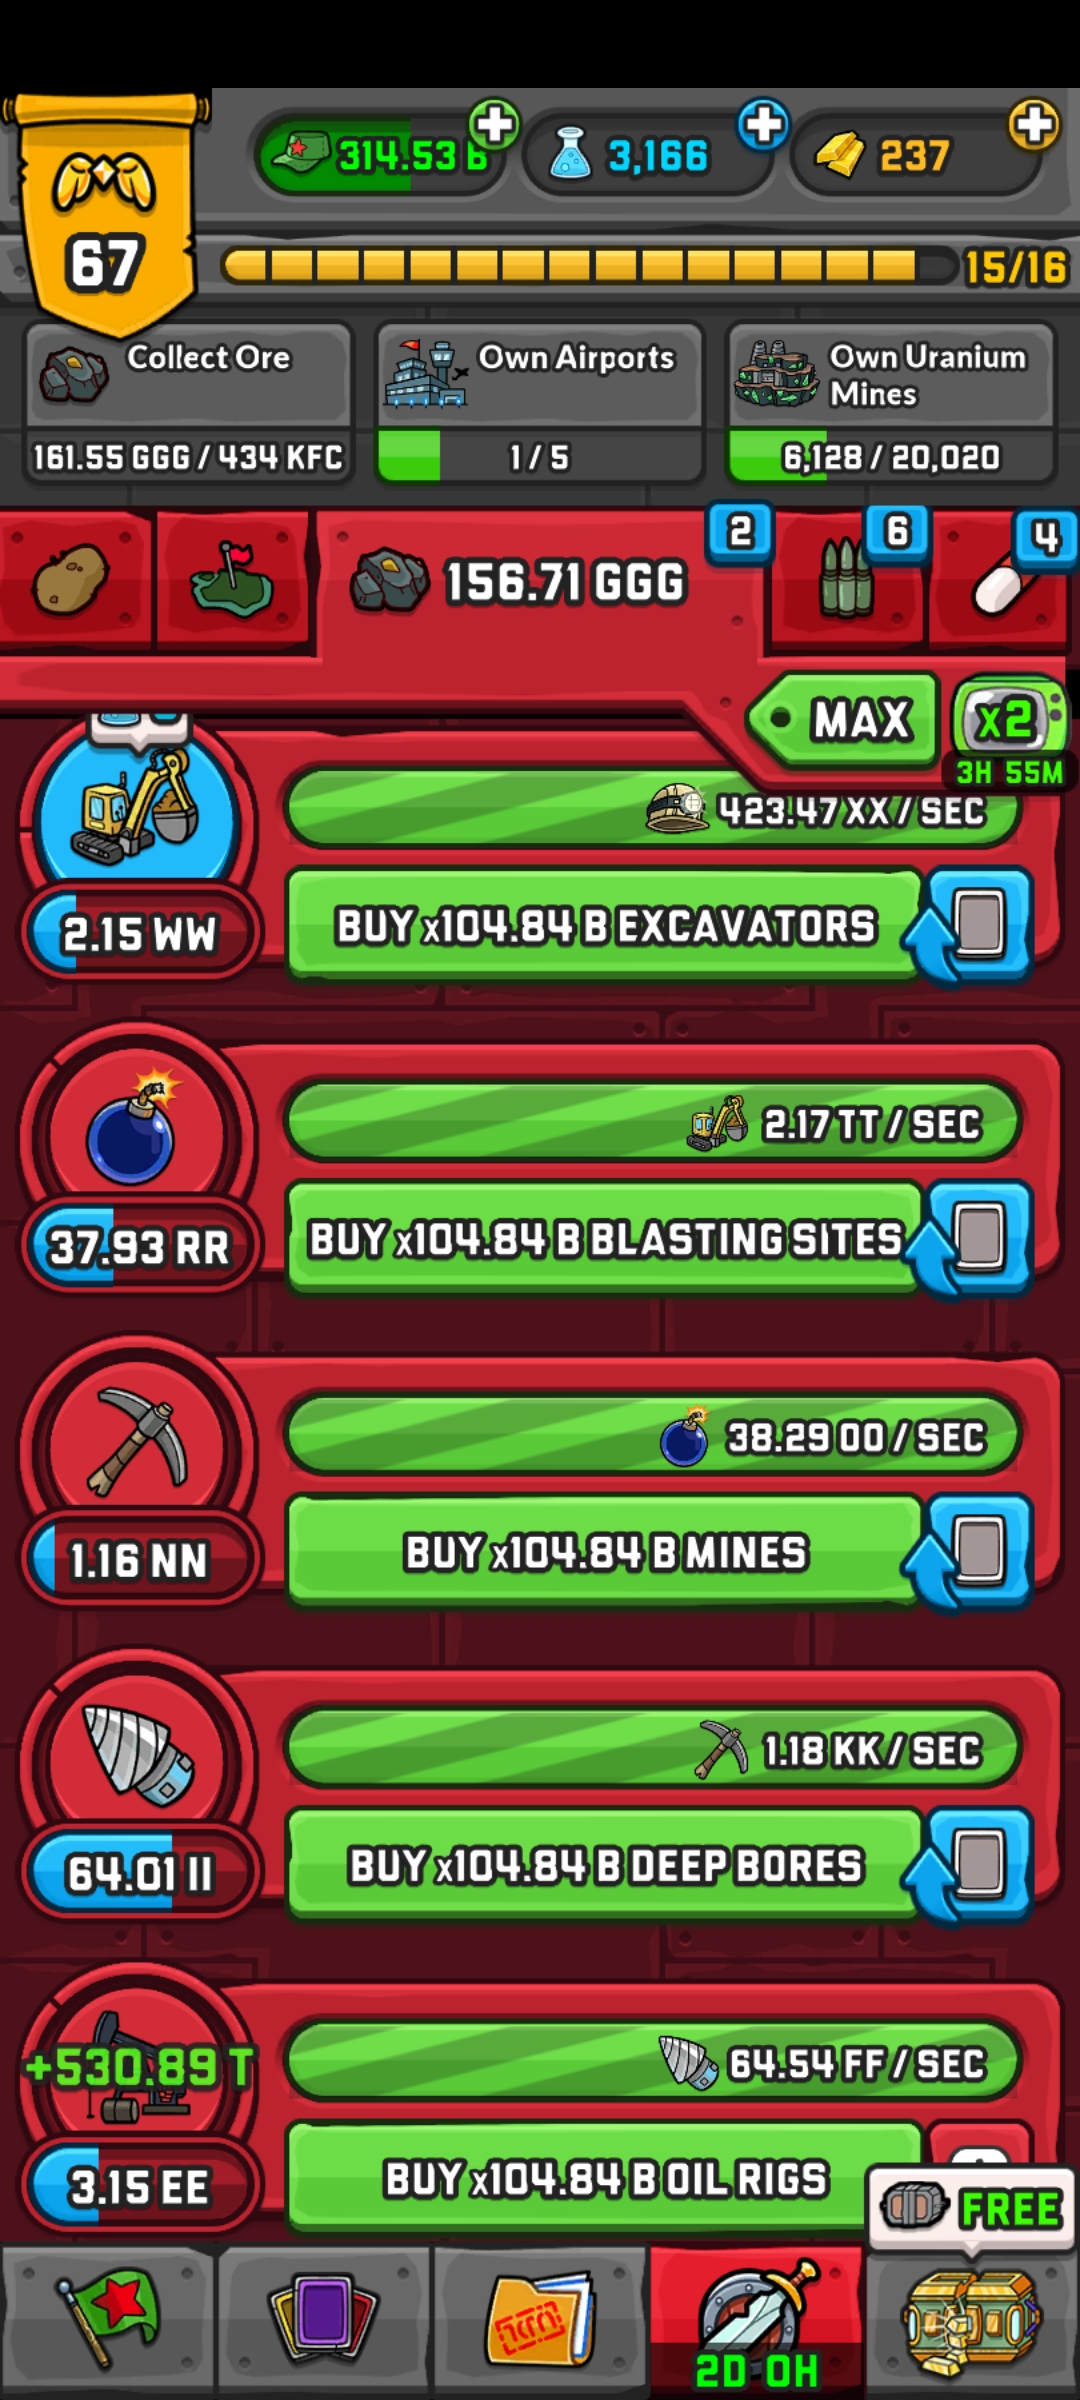 314.53 B
3,166
237
67
15/16
Collect Ore
161.55 GGG / 434 KFC
Own Airports
1 / 5
Own Uranium
Mines
6,128 / 20,020
156.71 GGG
2
6
4
MAX
x2
3H 55M
423.47 XX / SEC
2.15 WW
BUY x104.84 B EXCAVATORS
2.17 TT / SEC
37.93 RR
BUY x104.84 B BLASTING SITES
38.29 OO / SEC
1.16 NN
BUY x104.84 B MINES
1.18 KK / SEC
64.01 II
BUY x104.84 B DEEP BORES
+530.89 T
64.54 FF / SEC
3.15 EE
BUY x104.84 B OIL RIGS
FREE
2D 0H